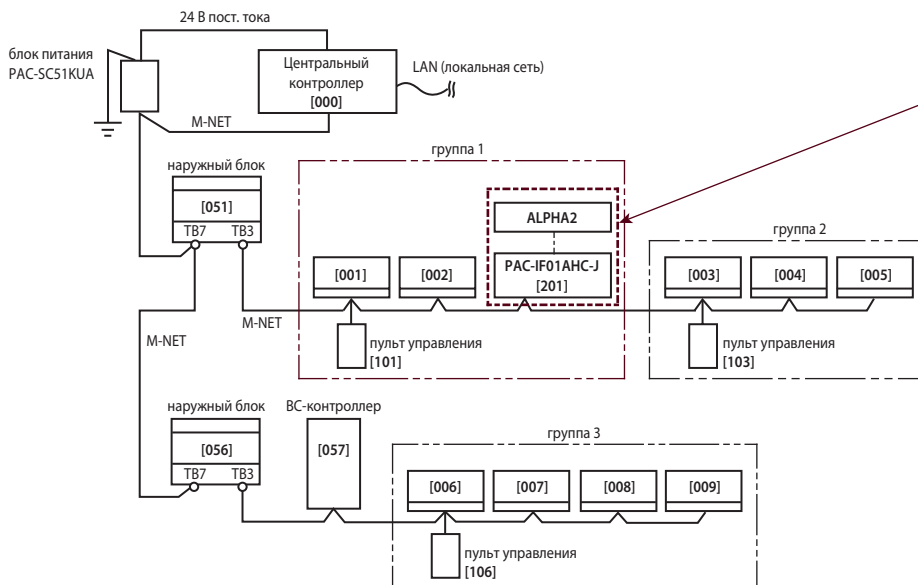 24 В пост. тока
блок питания
PAC-SC51KUA
Центральный
контроллер
[000]
LAN (локальная сеть)
M-NET
группа 1
наружный блок
[051]
TB7 TB3
ALPHA2
PAC-IF01AHC-J
[201]
[001] [002]
группа 2
[003] [004] [005]
M-NET
M-NET
пульт управления
[101]
пульт управления
[103]
наружный блок
[056]
TB7 TB3
BC-контроллер
[057]
группа 3
[006] [007] [008] [009]
пульт управления
[106]